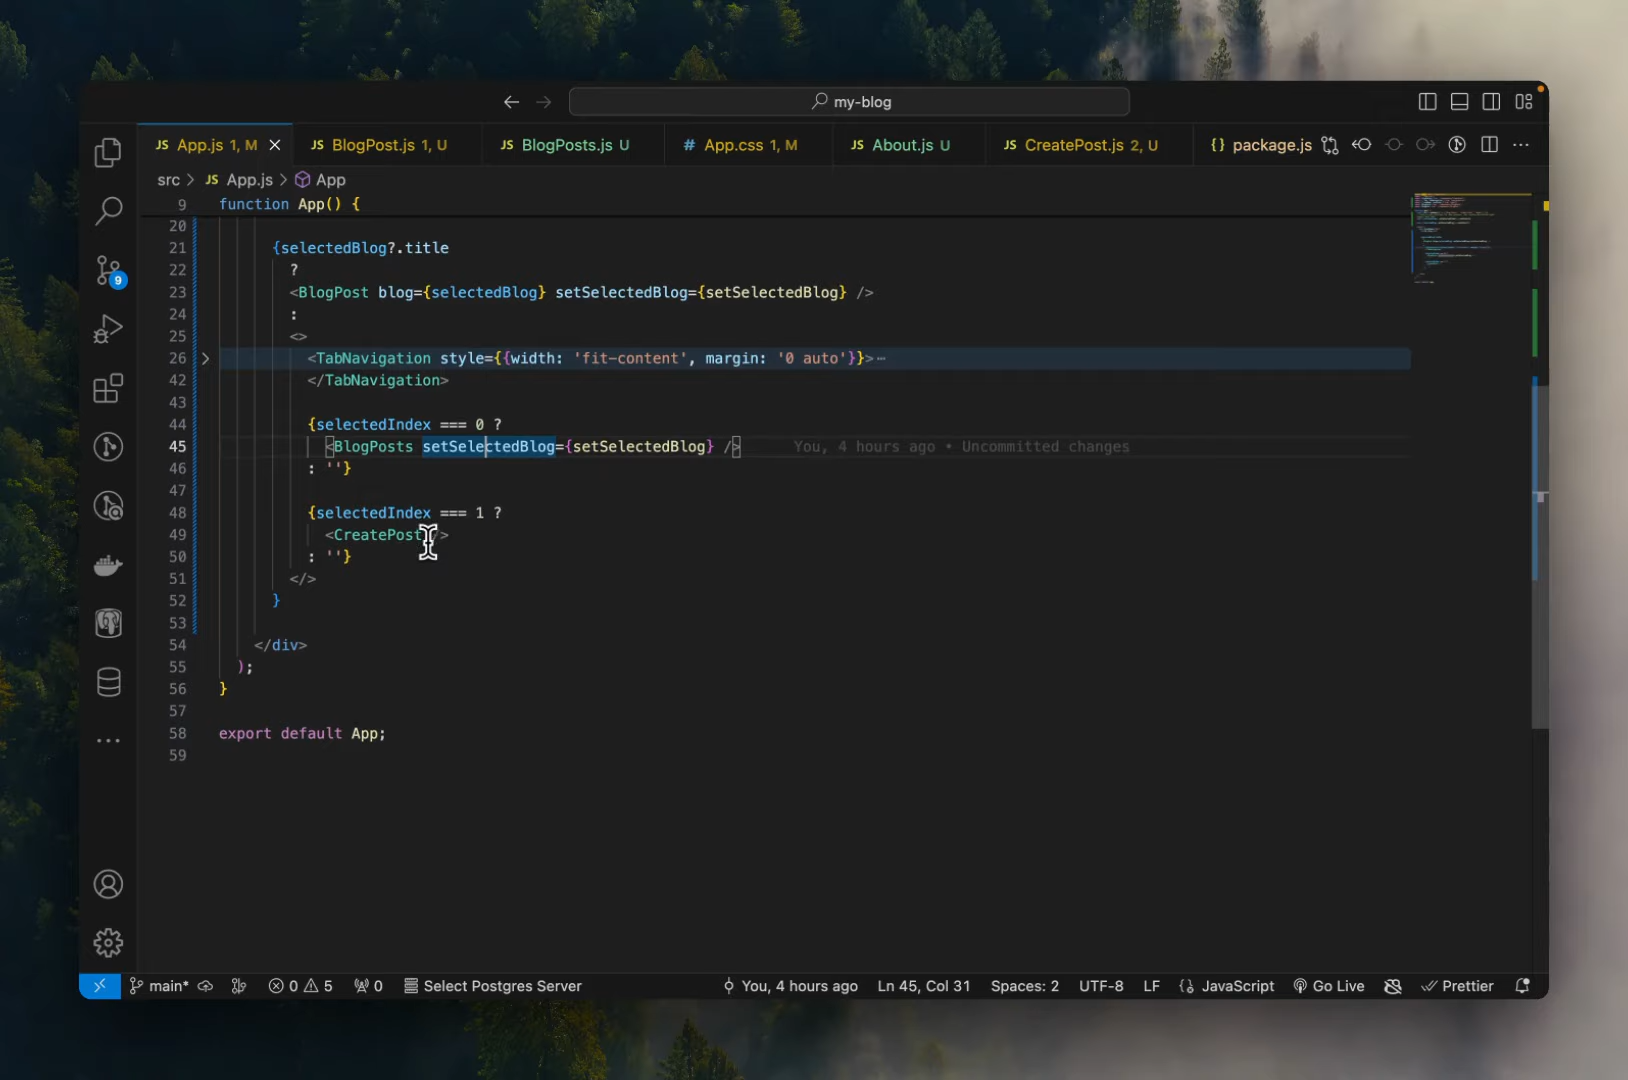 my-blog
JS App.js 1, M
JS BlogPost.js 1, U
JS BlogPosts.js U
# App.css 1, M
JS About.js U
JS CreatePost.js 2, U
{} package.js
src > JS App.js > App
9 function App() {
20
21 {selectedBlog?.title
22 ?
23 <BlogPost blog={selectedBlog} setSelectedBlog={setSelectedBlog} />
24 :
25 <>
26 <TabNavigation style={{width: 'fit-content', margin: '0 auto'}}>⋯
42 </TabNavigation>
43
44 {selectedIndex === 0 ?
45 <BlogPosts setSelectedBlog={setSelectedBlog} /> You, 4 hours ago • Uncommitted changes
46 : ''}
47
48 {selectedIndex === 1 ?
49 <CreatePost />
50 : ''}
51 </>
52 }
53
54 </div>
55 );
56 }
57
58 export default App;
59
9
main* 0 5 0 Select Postgres Server You, 4 hours ago Ln 45, Col 31 Spaces: 2 UTF-8 LF {} JavaScript Go Live Prettier